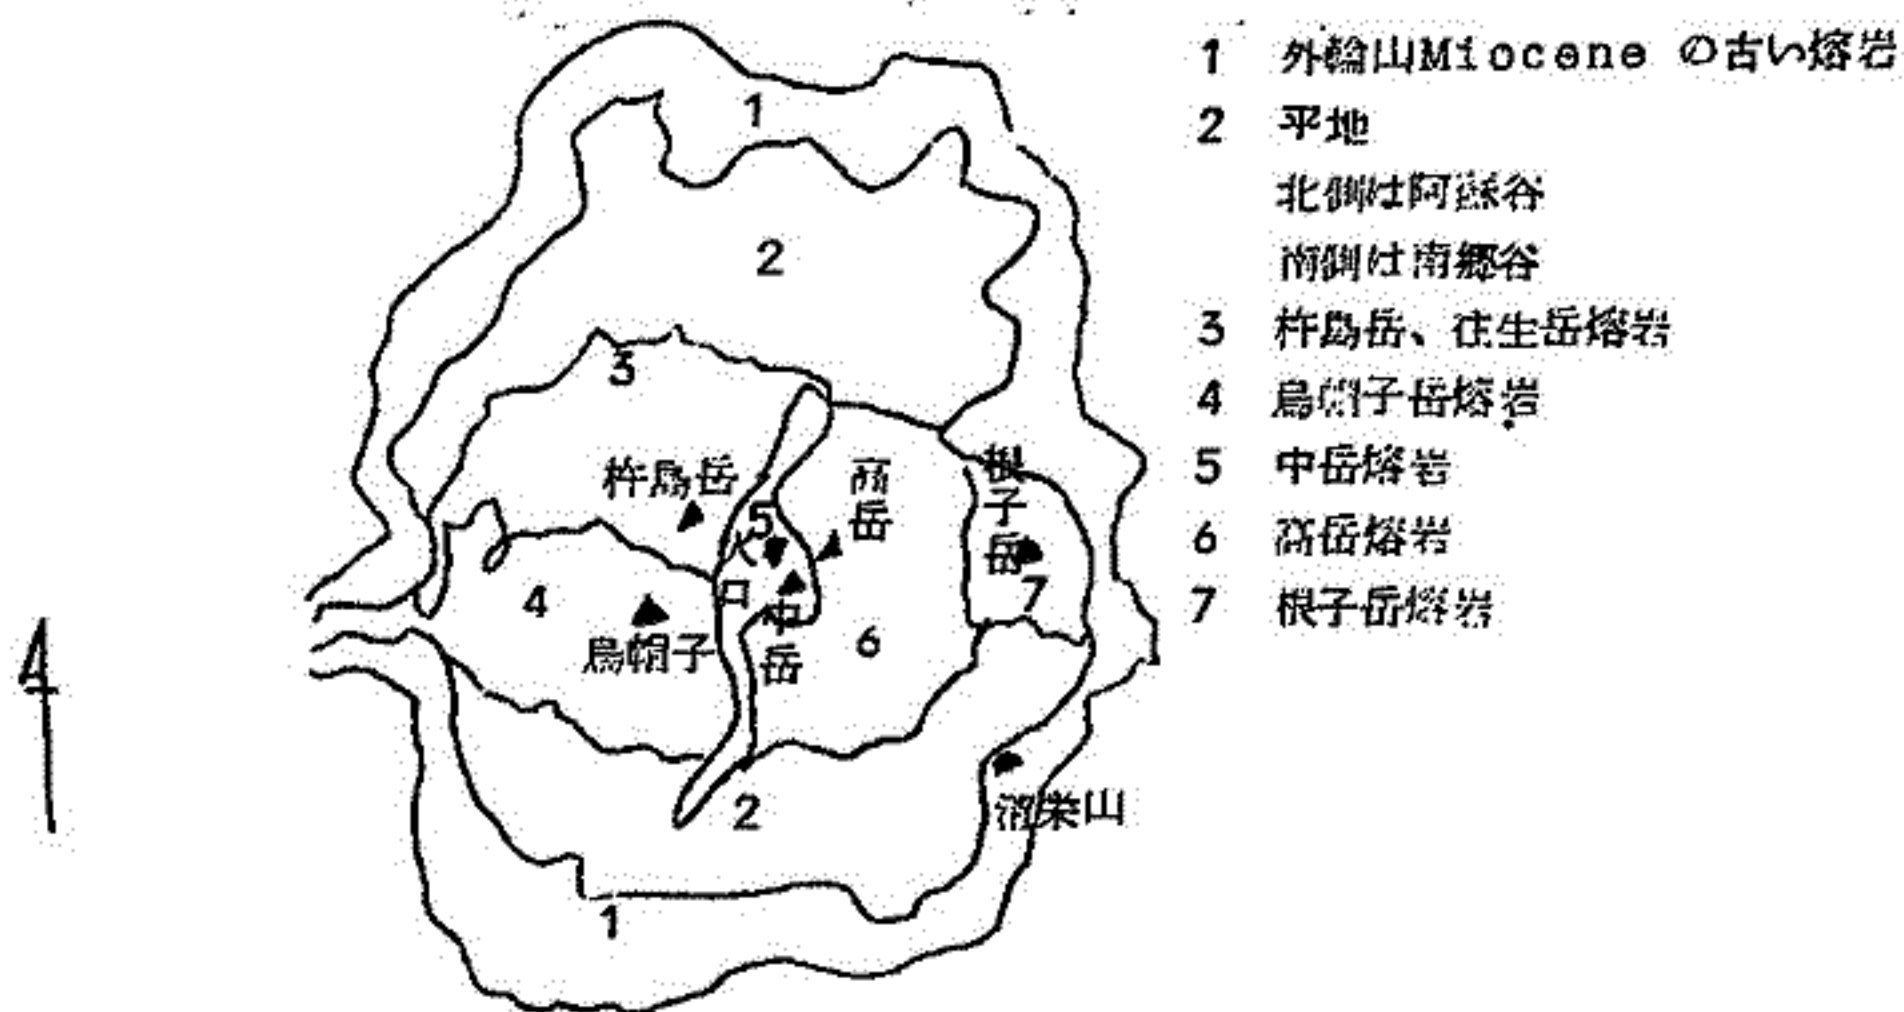 1 外輪山Miocene の古い熔岩
2 平地
北側は阿蘇谷
南側は南郷谷
3 杵島岳、往生岳熔岩
4 烏帽子岳熔岩
5 中岳熔岩
6 高岳熔岩
7 根子岳熔岩
1
2
3
杵島岳
高岳
根子岳
5
火口
中岳
4
烏帽子
6
7
2
1